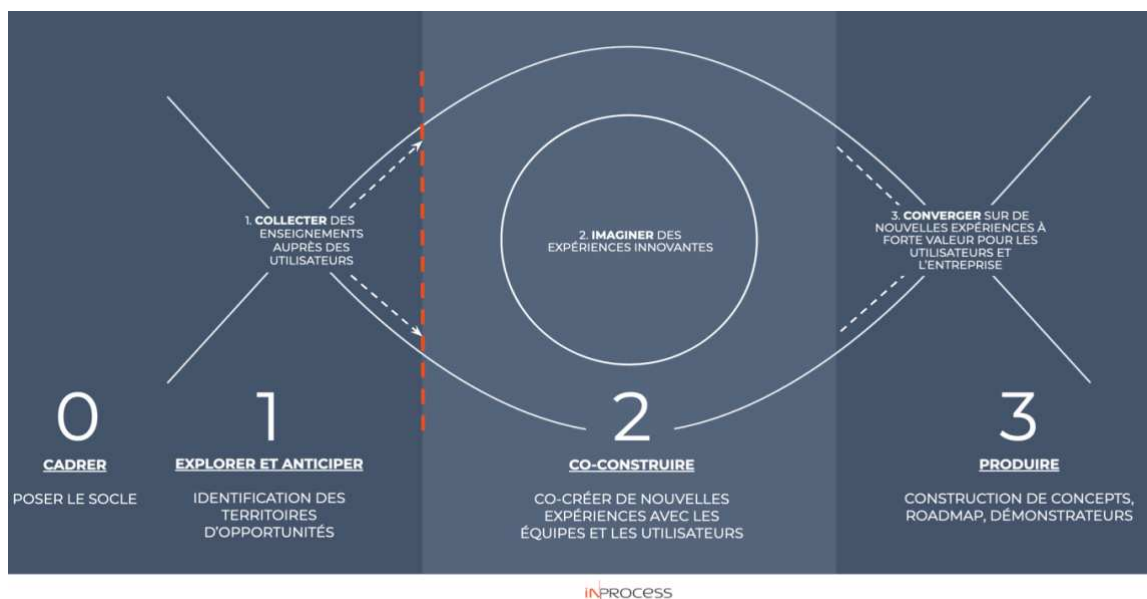 1. COLLECTER DES
ENSEIGNEMENTS
AUPRÈS DES
UTILISATEURS
2. IMAGINER DES
EXPÉRIENCES INNOVANTES
3. CONVERGER SUR DE
NOUVELLES EXPÉRIENCES À
FORTE VALEUR POUR LES
UTILISATEURS ET
L'ENTREPRISE
0
CADRER
POSER LE SOCLE
1
EXPLORER ET ANTICIPER
IDENTIFICATION DES
TERRITOIRES
D'OPPORTUNITÉS
2
CO-CONSTRUIRE
CO-CRÉER DE NOUVELLES
EXPÉRIENCES AVEC LES
ÉQUIPES ET LES UTILISATEURS
3
PRODUIRE
CONSTRUCTION DE CONCEPTS,
ROADMAP, DÉMONSTRATEURS
iNPROCESS